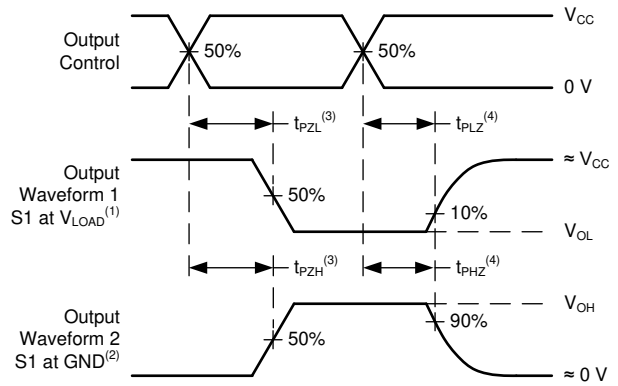 Output
Control
50%
50%
V_CC
0 V
t_PZL^(3)
t_PLZ^(4)
Output
Waveform 1
S1 at V_LOAD^(1)
50%
10%
≈ V_CC
V_OL
t_PZH^(3)
t_PHZ^(4)
Output
Waveform 2
S1 at GND^(2)
50%
90%
V_OH
≈ 0 V